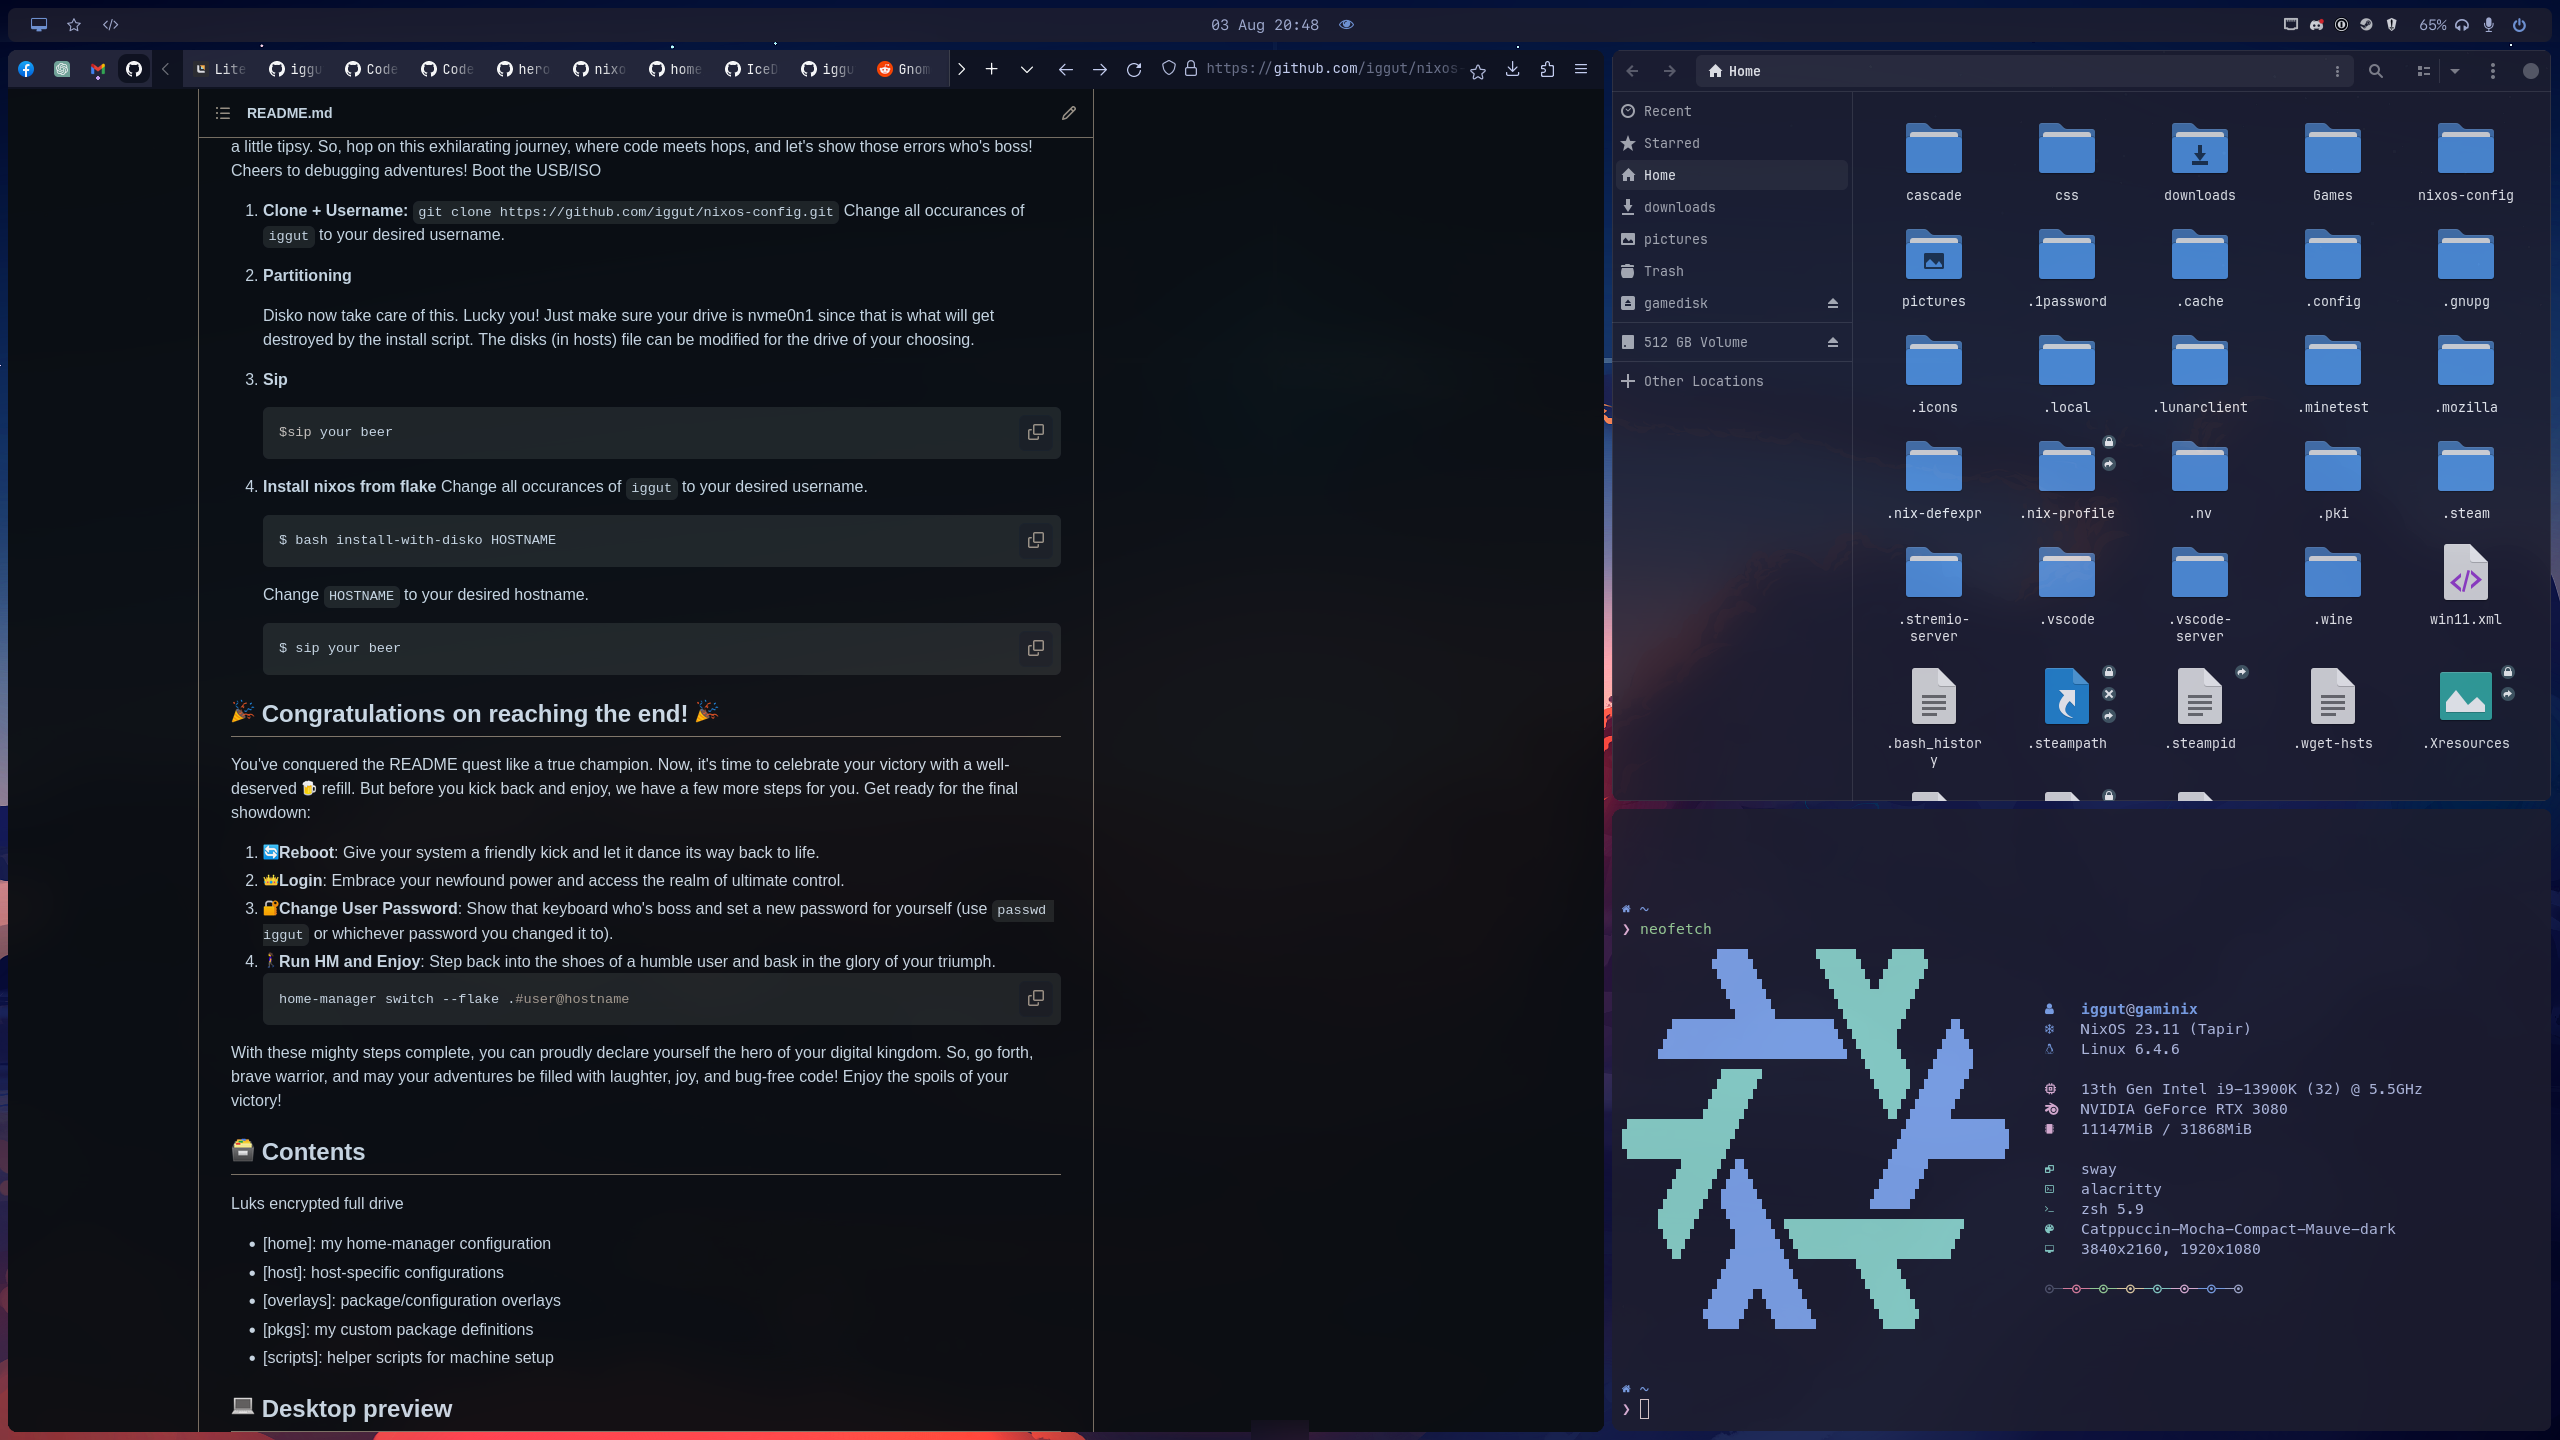 03 Aug 20:48
65%
Lite
iggu
Code
Code
hero
nixo
home
IceD
iggu
Gnom
https://github.com/iggut/nixos-
README.md
a little tipsy. So, hop on this exhilarating journey, where code meets hops, and let's show those errors who's boss!
Cheers to debugging adventures! Boot the USB/ISO
1. Clone + Username: git clone https://github.com/iggut/nixos-config.git Change all occurances of
iggut to your desired username.
2. Partitioning
Disko now take care of this. Lucky you! Just make sure your drive is nvme0n1 since that is what will get
destroyed by the install script. The disks (in hosts) file can be modified for the drive of your choosing.
3. Sip
$sip your beer
4. Install nixos from flake Change all occurances of iggut to your desired username.
$ bash install-with-disko HOSTNAME
Change HOSTNAME to your desired hostname.
$ sip your beer
🎉 Congratulations on reaching the end! 🎉
You've conquered the README quest like a true champion. Now, it's time to celebrate your victory with a well-
deserved 🍺 refill. But before you kick back and enjoy, we have a few more steps for you. Get ready for the final
showdown:
1. 🔄Reboot: Give your system a friendly kick and let it dance its way back to life.
2. 👑Login: Embrace your newfound power and access the realm of ultimate control.
3. 🔐Change User Password: Show that keyboard who's boss and set a new password for yourself (use passwd
iggut or whichever password you changed it to).
4. 🚶Run HM and Enjoy: Step back into the shoes of a humble user and bask in the glory of your triumph.
home-manager switch --flake .#user@hostname
With these mighty steps complete, you can proudly declare yourself the hero of your digital kingdom. So, go forth,
brave warrior, and may your adventures be filled with laughter, joy, and bug-free code! Enjoy the spoils of your
victory!
🗃 Contents
Luks encrypted full drive
• [home]: my home-manager configuration
• [host]: host-specific configurations
• [overlays]: package/configuration overlays
• [pkgs]: my custom package definitions
• [scripts]: helper scripts for machine setup
💻 Desktop preview
Home
Recent
Starred
Home
downloads
pictures
Trash
gamedisk
512 GB Volume
Other Locations
cascade
css
downloads
Games
nixos-config
pictures
.1password
.cache
.config
.gnupg
.icons
.local
.lunarclient
.minetest
.mozilla
.nix-defexpr
.nix-profile
.nv
.pki
.steam
.stremio-
server
.vscode
.vscode-
server
.wine
win11.xml
.bash_histor
y
.steampath
.steampid
.wget-hsts
.Xresources
~
❯ neofetch
iggut@gaminix
NixOS 23.11 (Tapir)
Linux 6.4.6
13th Gen Intel i9-13900K (32) @ 5.5GHz
NVIDIA GeForce RTX 3080
11147MiB / 31868MiB
sway
alacritty
zsh 5.9
Catppuccin-Mocha-Compact-Mauve-dark
3840x2160, 1920x1080
~
❯